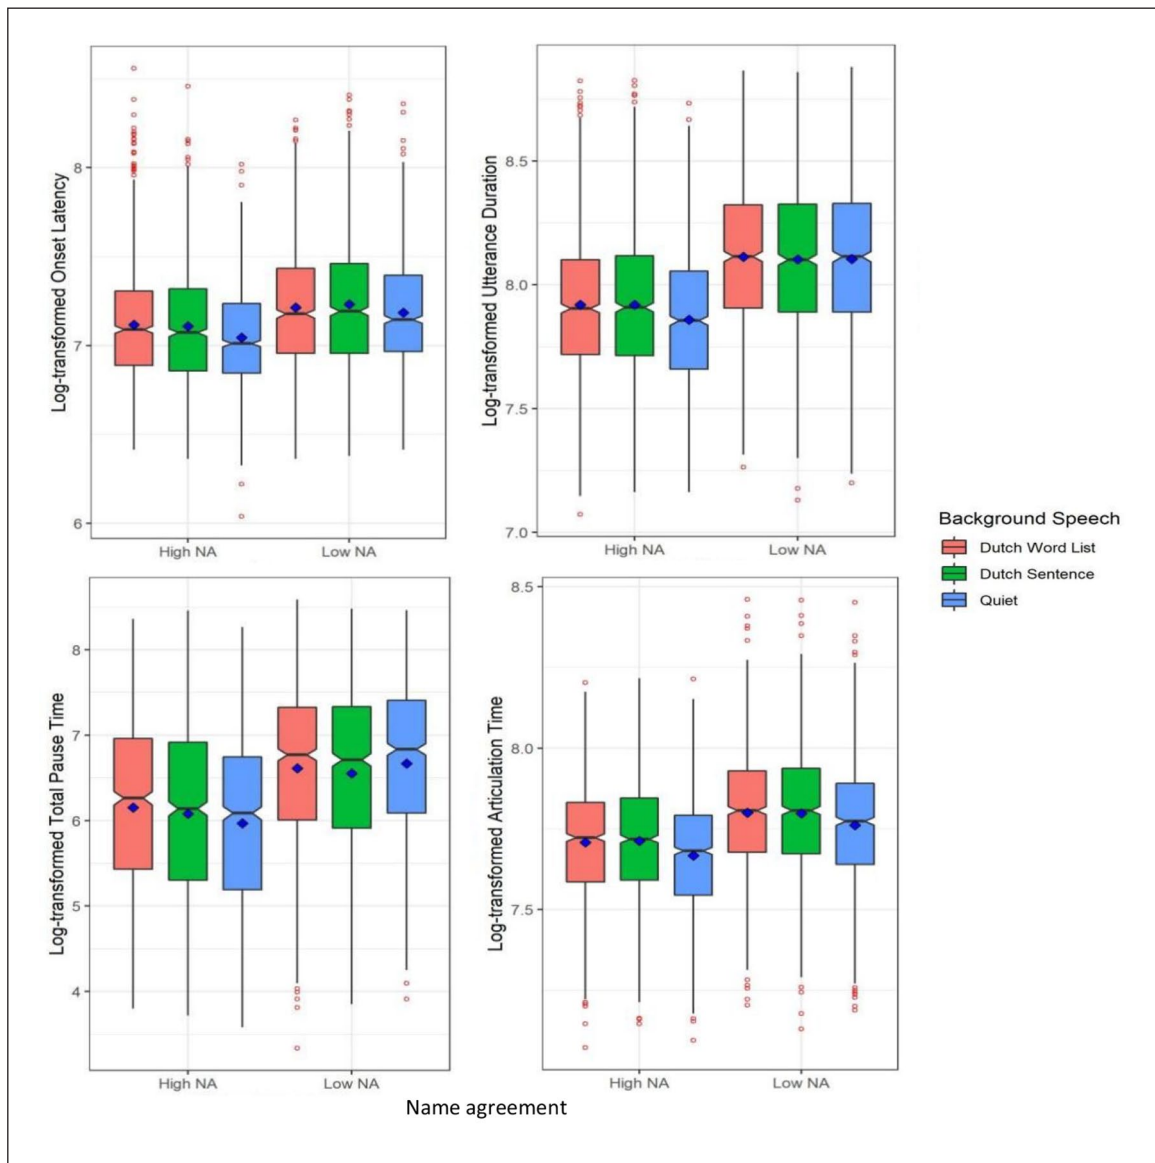 Log-transformed Onset Latency
8
7
6
High NA
Low NA
Log-transformed Utterance Duration
8.5
8.0
7.5
7.0
High NA
Low NA
Background Speech
Dutch Word List
Dutch Sentence
Quiet
Log-transformed Total Pause Time
8
7
6
5
4
High NA
Low NA
Log-transformed Articulation Time
8.5
8.0
7.5
High NA
Low NA
Name agreement